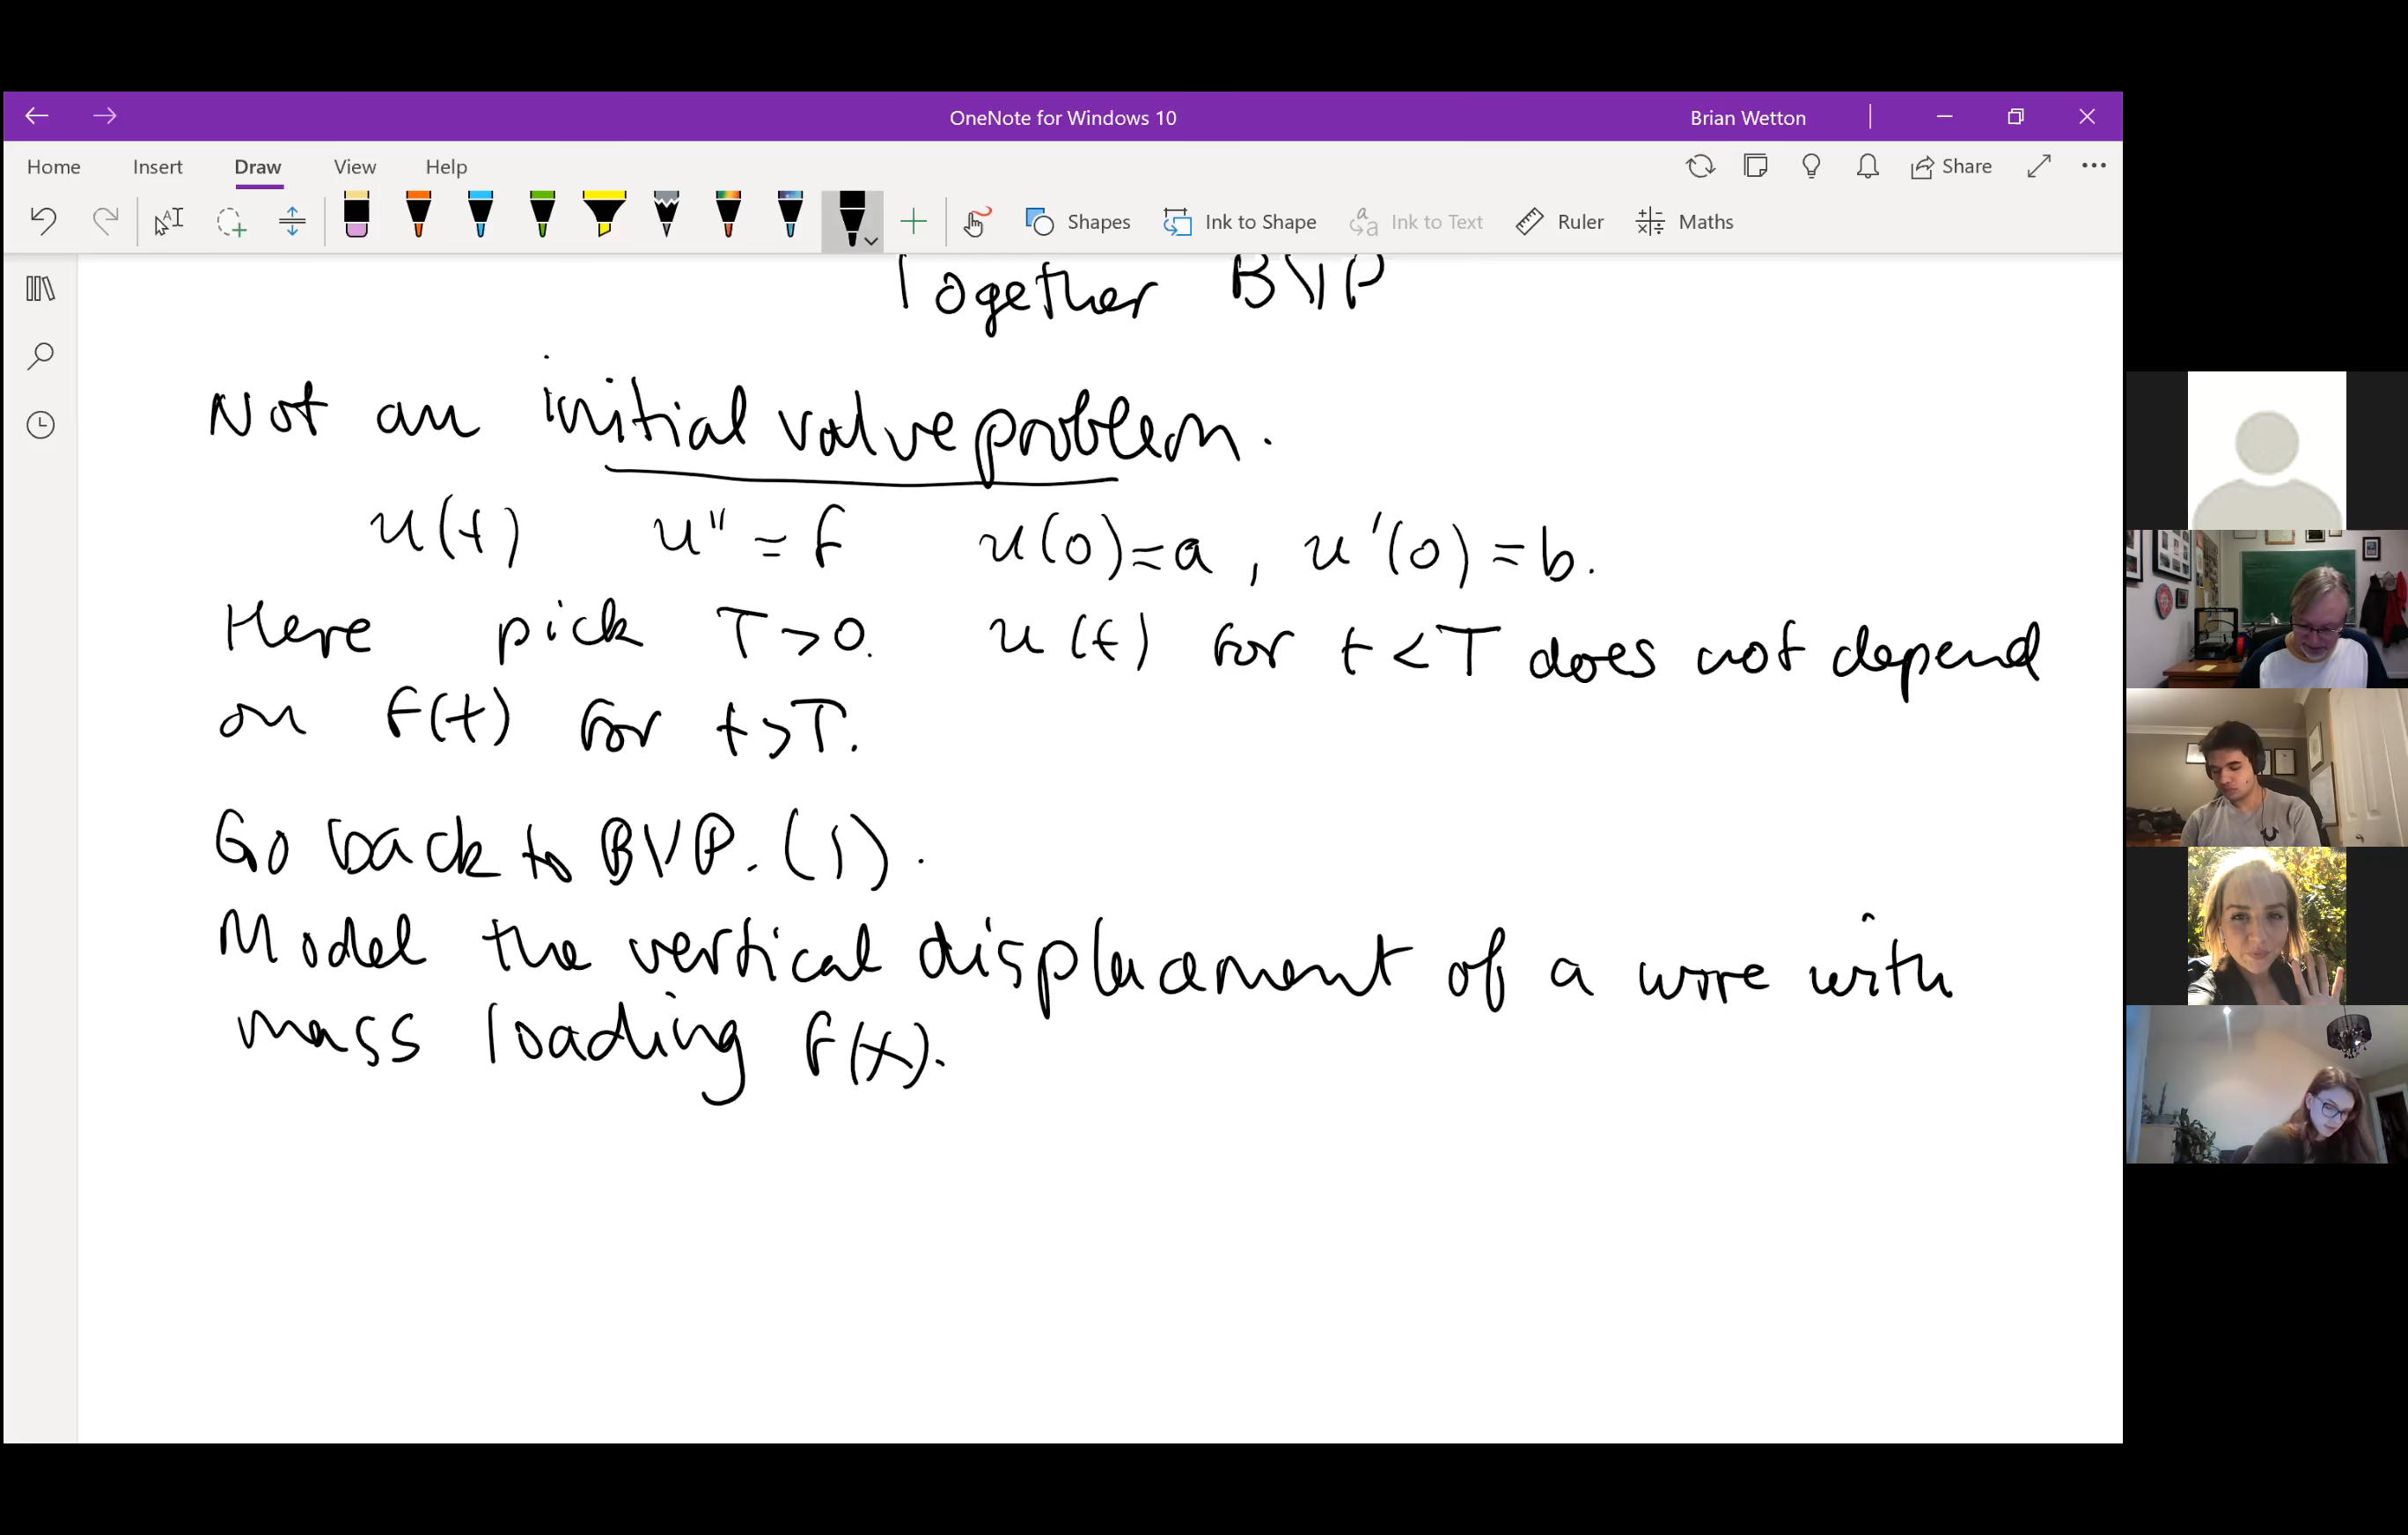 OneNote for Windows 10
Brian Wetton
Home Insert Draw View Help
Share
Shapes Ink to Shape Ink to Text Ruler Maths
Together BVP
Not an initial value problem.
u(t) u" = f u(0)=a, u'(0)=b.
Here pick T>0. u(t) for t<T does not depend
on f(t) for t>T.
Go back to BVP. (1).
Model the vertical displacement of a wire with
mass loading f(x).